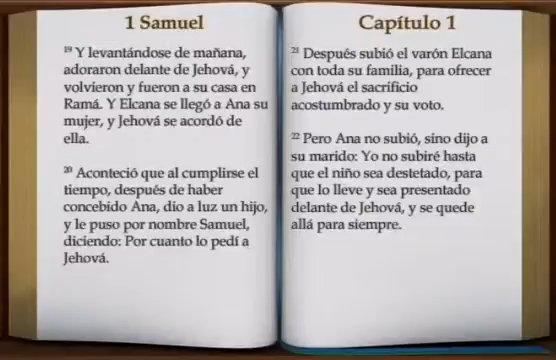 1 Samuel
¹⁹ Y levantándose de mañana,
adoraron delante de Jehová, y
volvieron y fueron a su casa en
Ramá. Y Elcana se llegó a Ana su
mujer, y Jehová se acordó de
ella.
²⁰ Aconteció que al cumplirse el
tiempo, después de haber
concebido Ana, dio a luz un hijo,
y le puso por nombre Samuel,
diciendo: Por cuanto lo pedí a
Jehová.
Capítulo 1
²¹ Después subió el varón Elcana
con toda su familia, para ofrecer
a Jehová el sacrificio
acostumbrado y su voto.
²² Pero Ana no subió, sino dijo a
su marido: Yo no subiré hasta
que el niño sea destetado, para
que lo lleve y sea presentado
delante de Jehová, y se quede
allá para siempre.